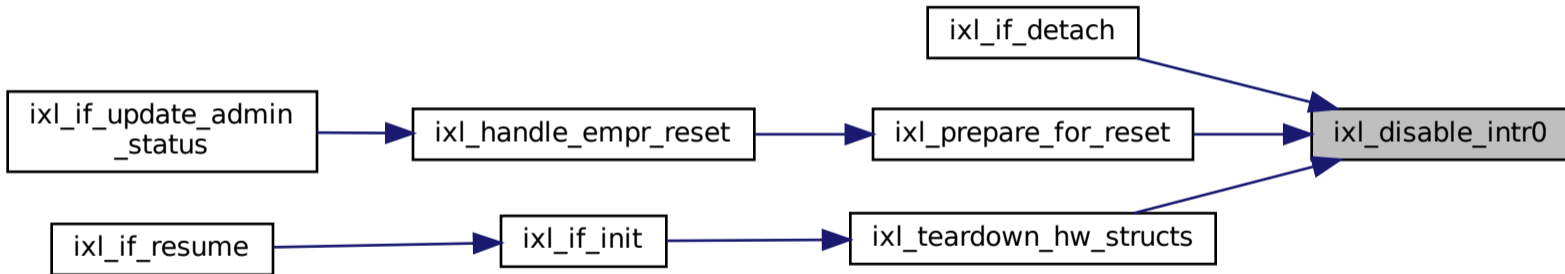 ixl_if_detach
ixl_if_update_admin
_status
ixl_handle_empr_reset
ixl_prepare_for_reset
ixl_disable_intr0
ixl_if_resume
ixl_if_init
ixl_teardown_hw_structs